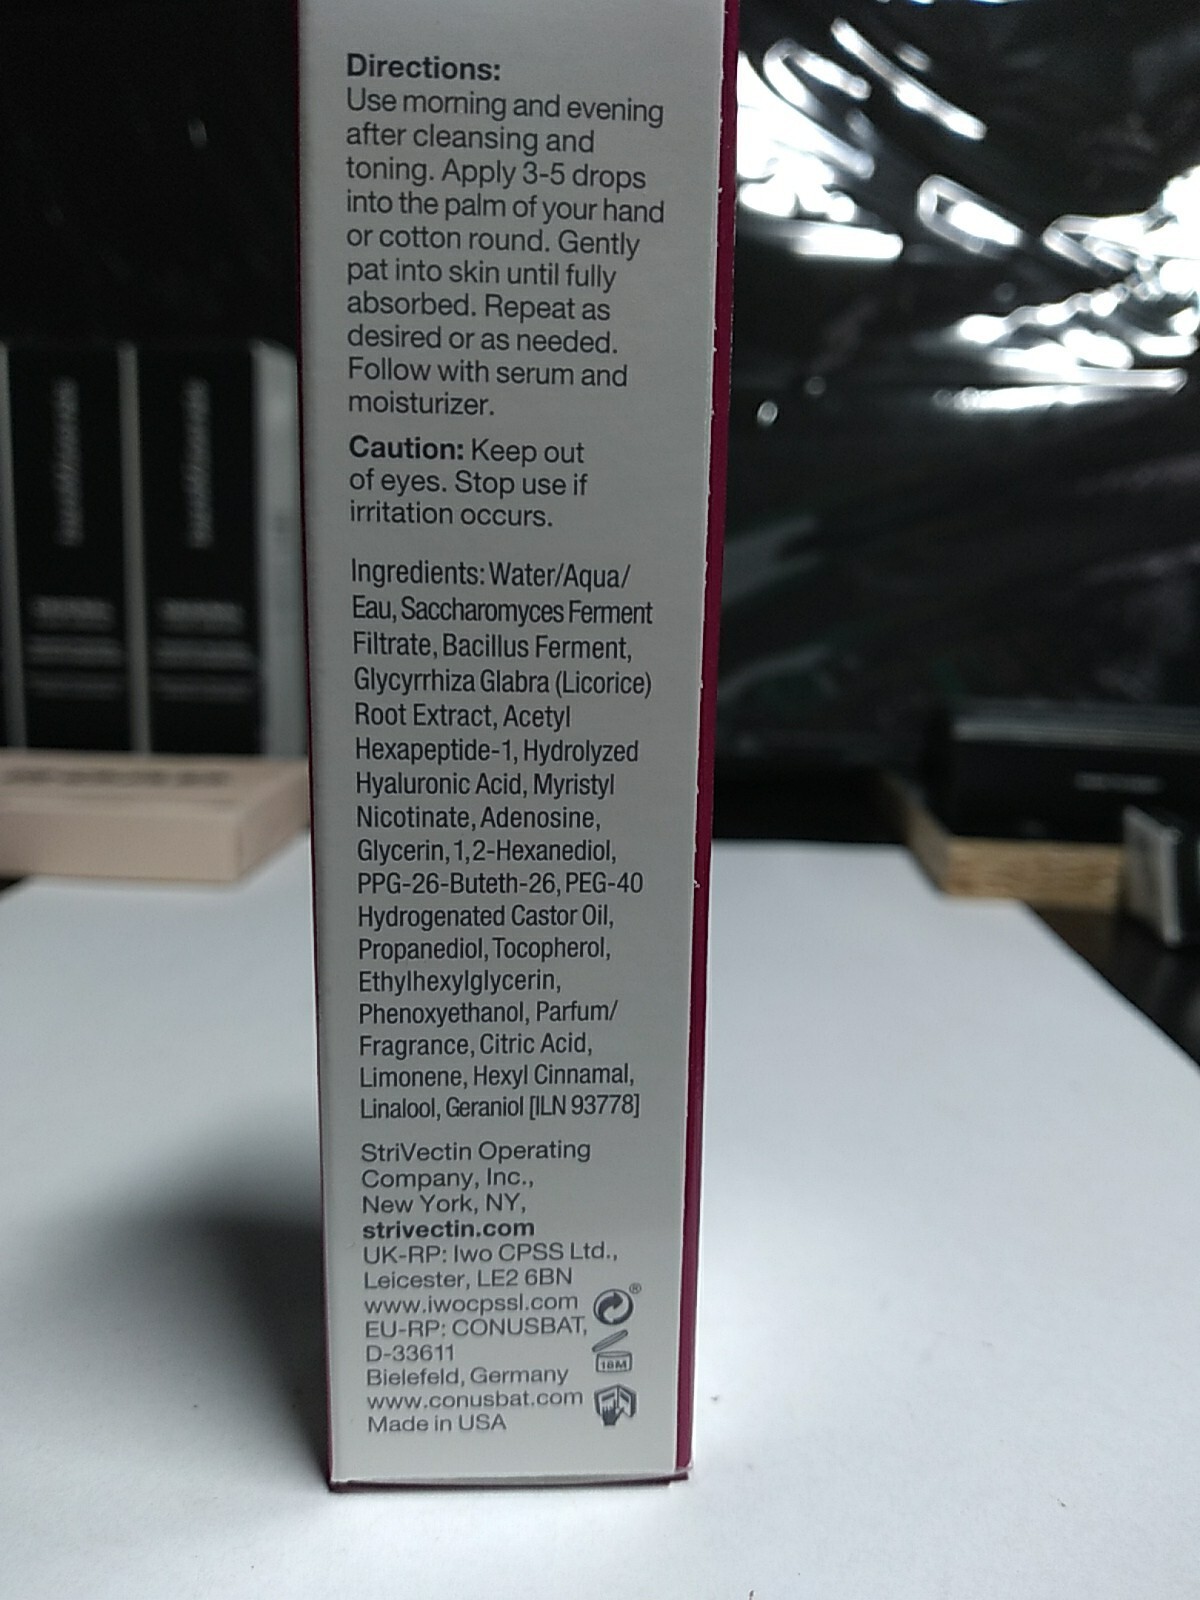 Directions:
Use morning and evening
after cleansing and
toning. Apply 3-5 drops
into the palm of your hand
or cotton round. Gently
pat into skin until fully
absorbed. Repeat as
desired or as needed.
Follow with serum and
moisturizer.
Caution: Keep out
of eyes. Stop use if
irritation occurs.
Ingredients: Water/Aqua/
Eau, Saccharomyces Ferment
Filtrate, Bacillus Ferment,
Glycyrrhiza Glabra (Licorice)
Root Extract, Acetyl
Hexapeptide-1, Hydrolyzed
Hyaluronic Acid, Myristyl
Nicotinate, Adenosine,
Glycerin, 1,2-Hexanediol,
PPG-26-Buteth-26, PEG-40
Hydrogenated Castor Oil,
Propanediol, Tocopherol,
Ethylhexylglycerin,
Phenoxyethanol, Parfum/
Fragrance, Citric Acid,
Limonene, Hexyl Cinnamal,
Linalool, Geraniol [ILN 93778]
StriVectin Operating
Company, Inc.,
New York, NY,
strivectin.com
UK-RP: Iwo CPSS Ltd.,
Leicester, LE2 6BN
www.iwocpssl.com
®
EU-RP: CONUSBAT,
D-33611
18M
Bielefeld, Germany
www.conusbat.com
Made in USA